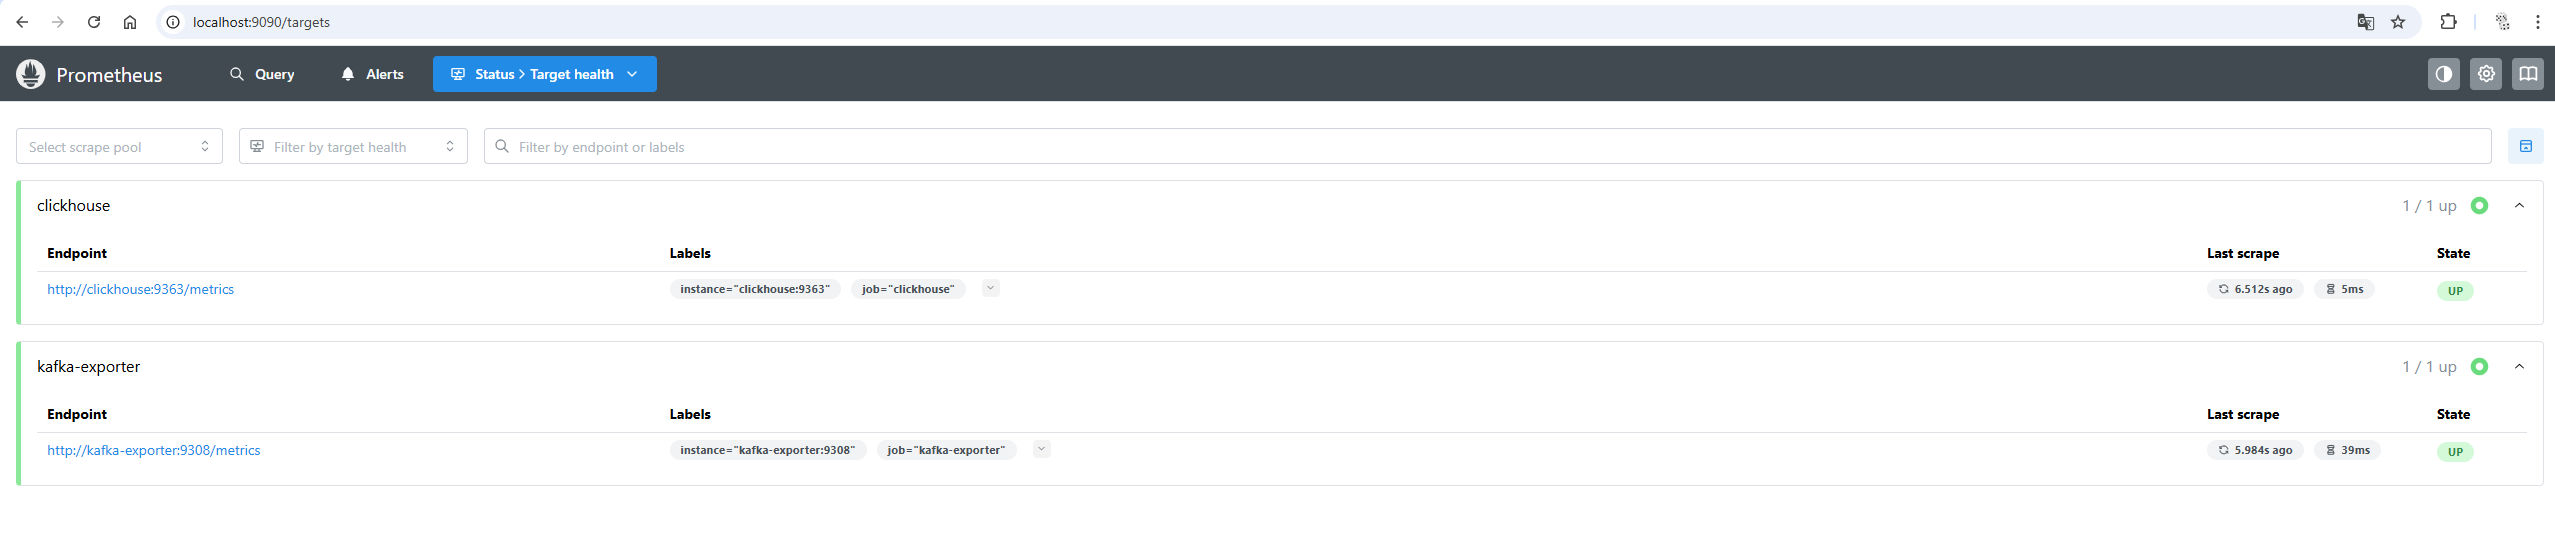 localhost:9090/targets
Prometheus Query Alerts Status > Target health
Select scrape pool Filter by target health Filter by endpoint or labels
clickhouse 1 / 1 up
Endpoint Labels Last scrape State
http://clickhouse:9363/metrics instance="clickhouse:9363" job="clickhouse" 6.512s ago 5ms UP
kafka-exporter 1 / 1 up
Endpoint Labels Last scrape State
http://kafka-exporter:9308/metrics instance="kafka-exporter:9308" job="kafka-exporter" 5.984s ago 39ms UP